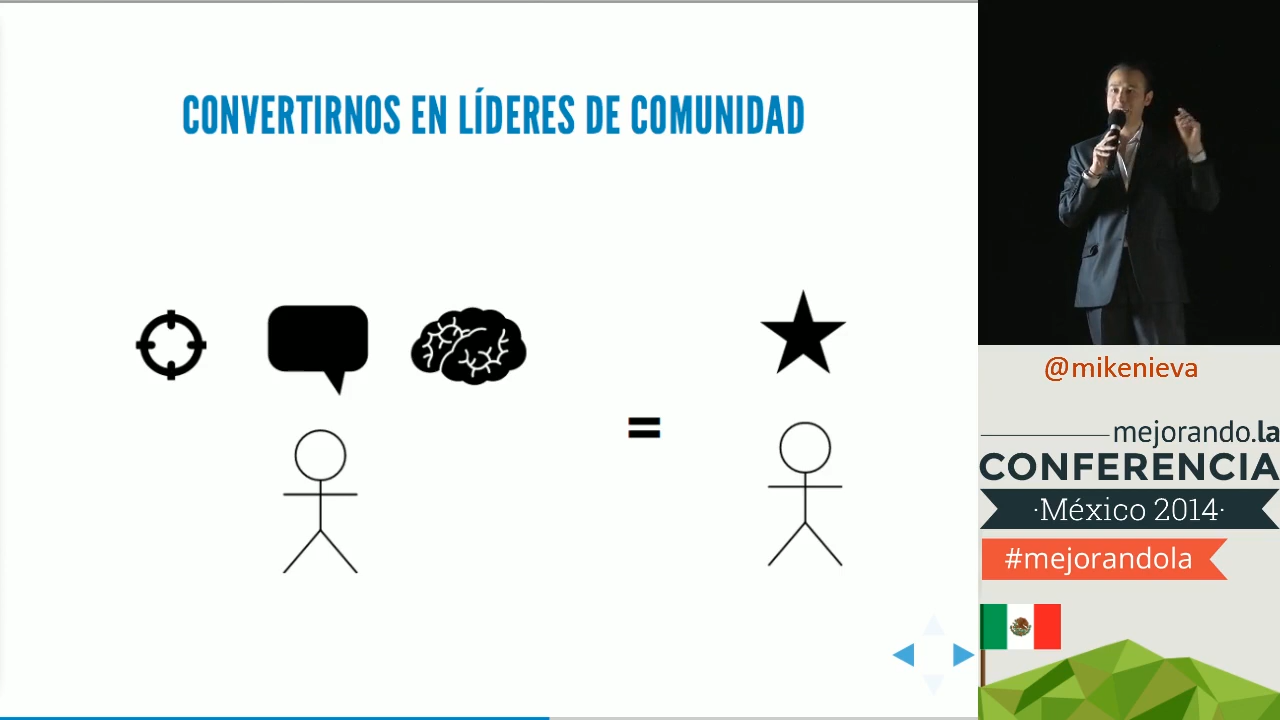 CONVERTIRNOS EN LÍDERES DE COMUNIDAD
=
@mikenieva
mejorando.la
CONFERENCIA
·México 2014·
#mejorandola